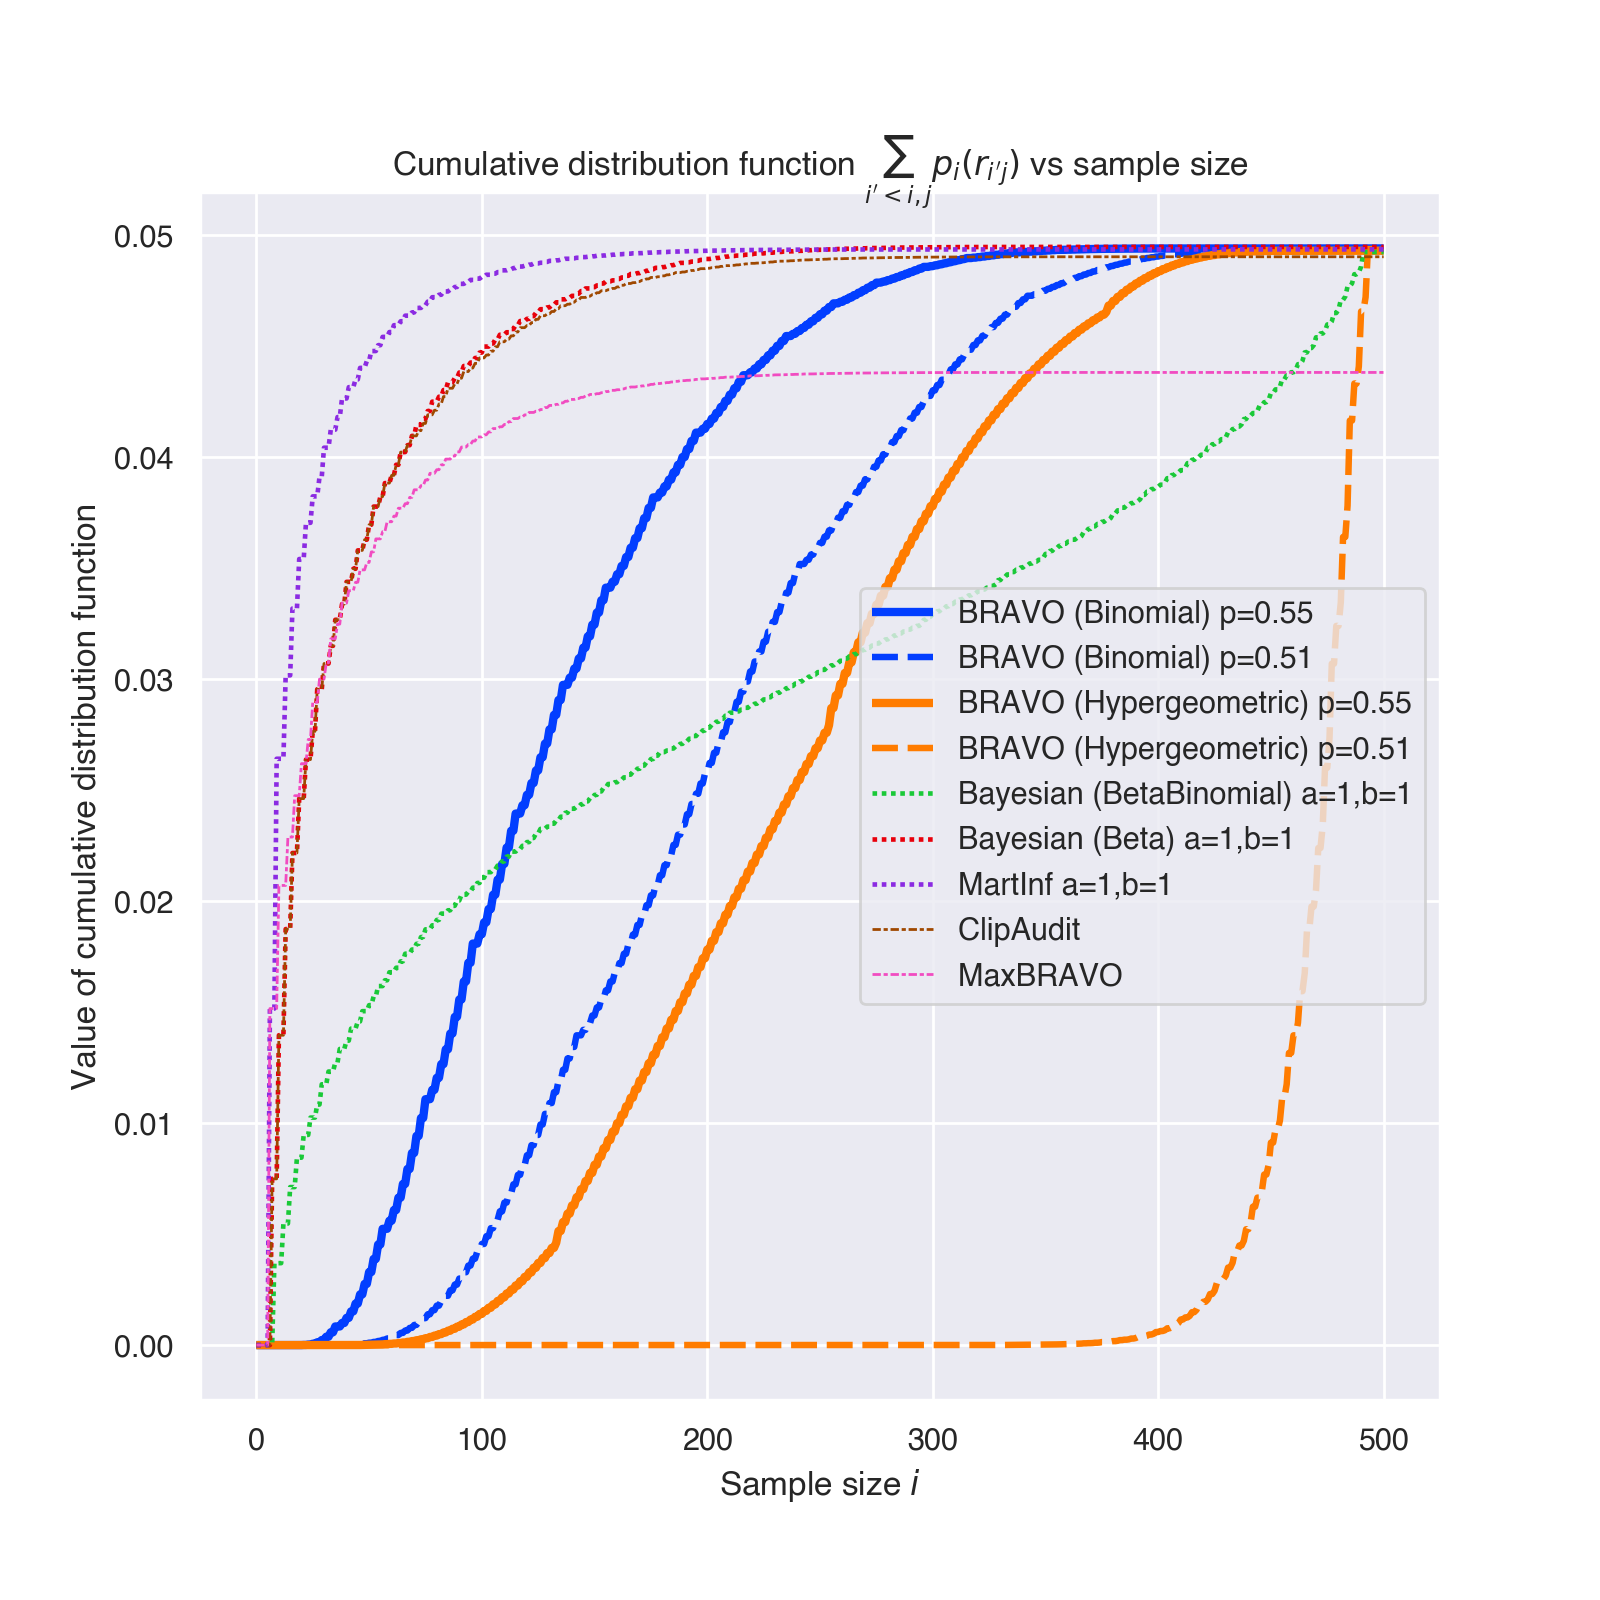 Cumulative distribution function ∑ p_i(r_{i'j}) vs sample size
i' < i, j
Value of cumulative distribution function
0.05
0.04
0.03
0.02
0.01
0.00
BRAVO (Binomial) p=0.55
BRAVO (Binomial) p=0.51
BRAVO (Hypergeometric) p=0.55
BRAVO (Hypergeometric) p=0.51
Bayesian (BetaBinomial) a=1,b=1
Bayesian (Beta) a=1,b=1
MartInf a=1,b=1
ClipAudit
MaxBRAVO
0 100 200 300 400 500
Sample size i